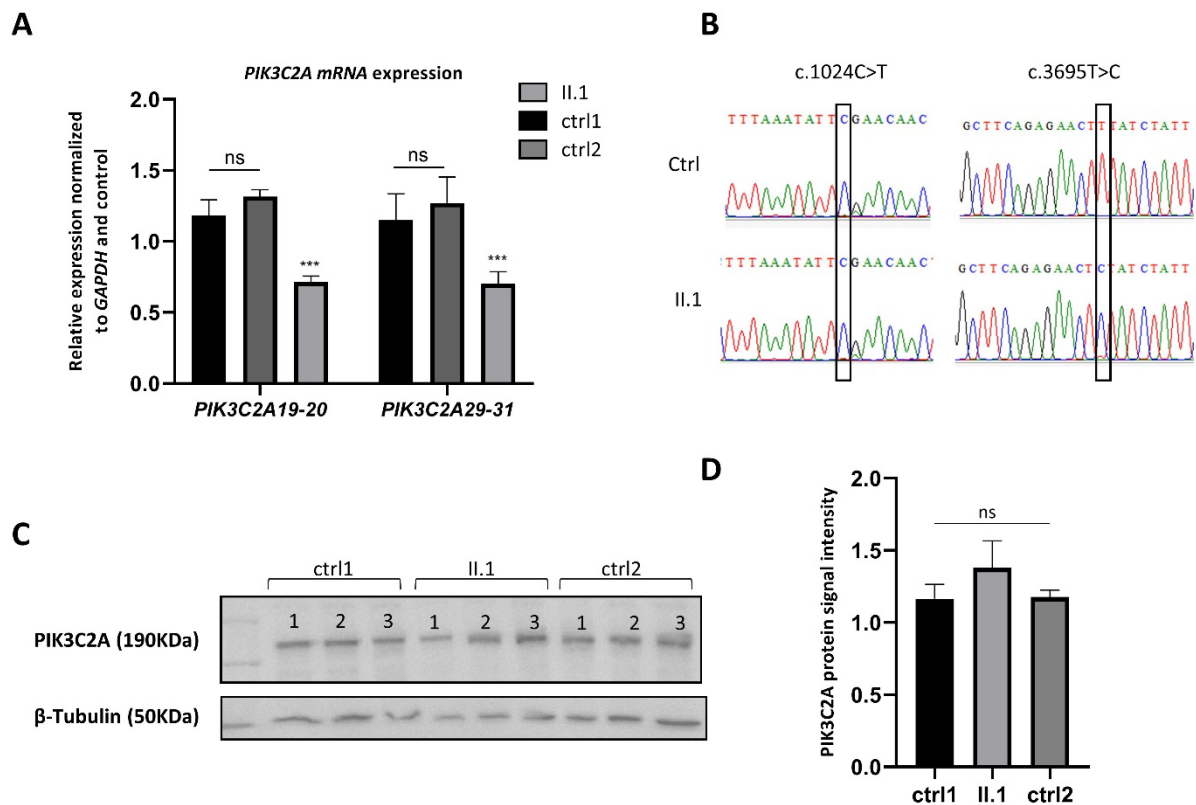 A
PIK3C2A mRNA expression
Relative expression normalized
to GAPDH and control
2.0
1.5
1.0
0.5
0.0
ns
ns
***
***
PIK3C2A19-20
PIK3C2A29-31
II.1
ctrl1
ctrl2
B
c.1024C>T
c.3695T>C
Ctrl
TTTAAATATTCGAACAAC
GCTTCAGAGAACTTTATCTATT
II.1
TTTAAATATTCGAACAAC
GCTTCAGAGAACTCTATCTATT
C
ctrl1
II.1
ctrl2
1 2 3 1 2 3 1 2 3
PIK3C2A (190KDa)
β-Tubulin (50KDa)
D
PIK3C2A protein signal intensity
2.0
1.5
1.0
0.5
0.0
ns
ctrl1 II.1 ctrl2